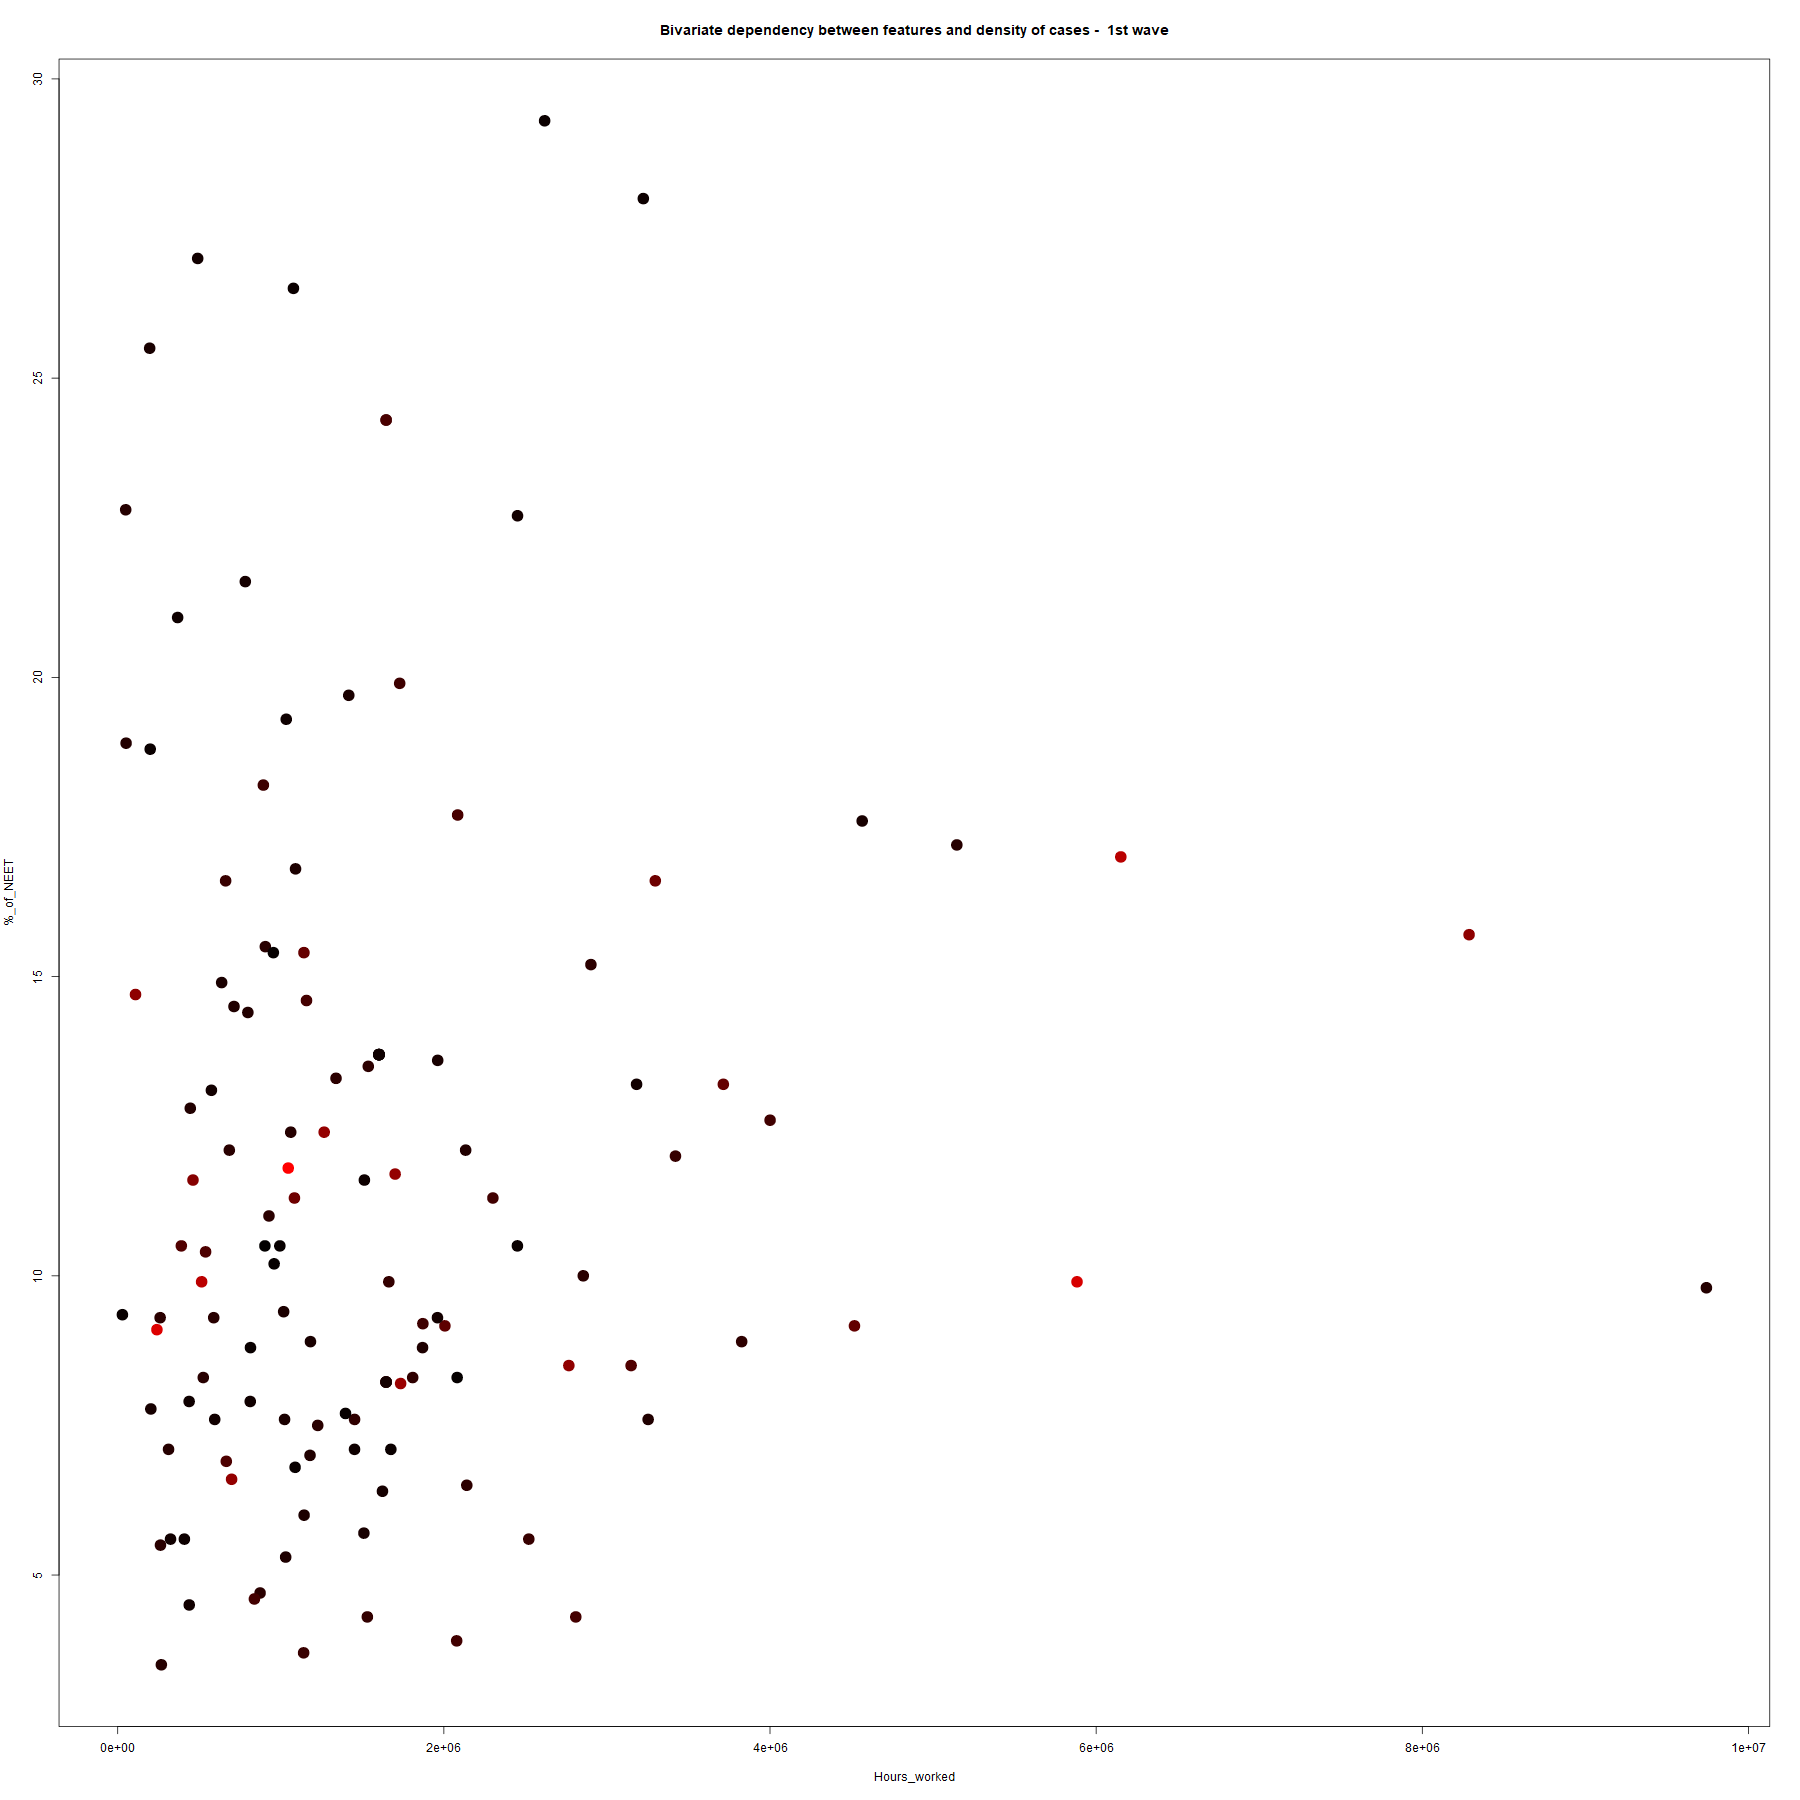 Bivariate dependency between features and density of cases -  1st wave
30
25
20
15
10
5
%_of_NEET
0e+00
2e+06
4e+06
6e+06
8e+06
1e+07
Hours_worked